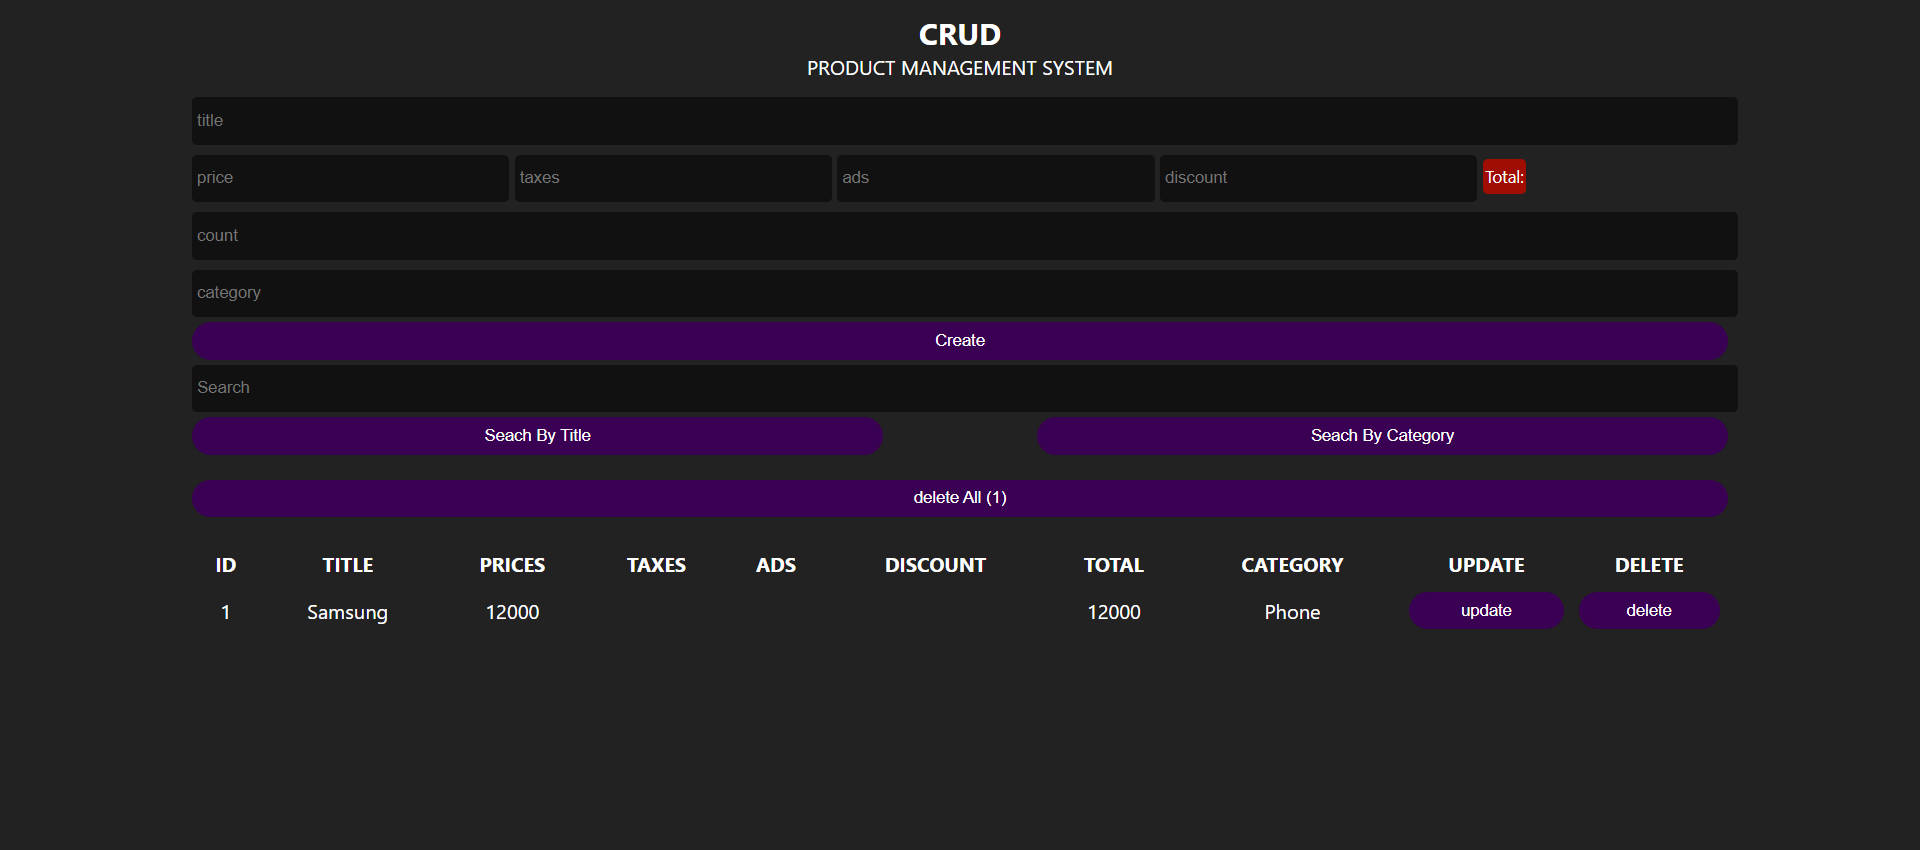 CRUD
PRODUCT MANAGEMENT SYSTEM
title
price taxes ads discount Total:
count
category
Create
Search
Seach By Title Seach By Category
delete All (1)
ID TITLE PRICES TAXES ADS DISCOUNT TOTAL CATEGORY UPDATE DELETE
1 Samsung 12000 12000 Phone update delete